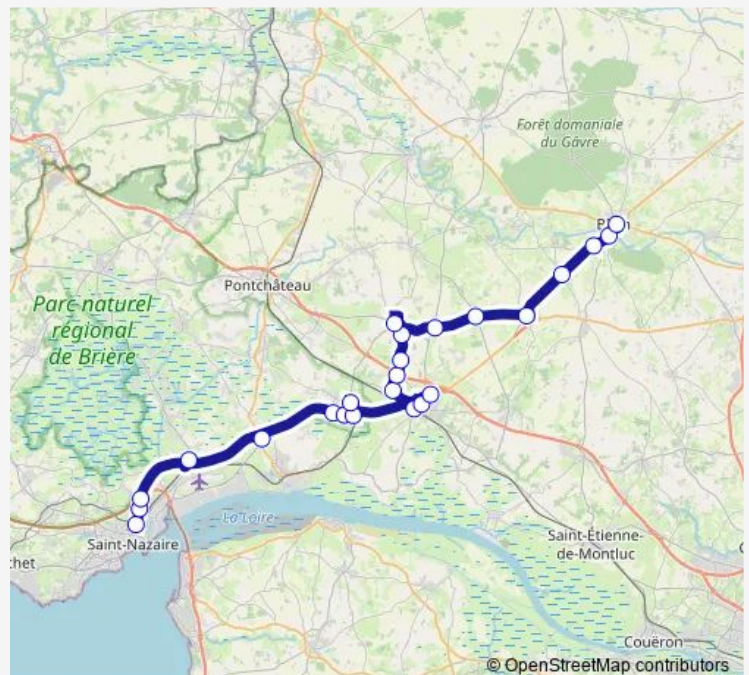 Forêt domaniale
du Gâvre
Pontchâteau
Parc naturel
régional
de Brière
La Loire
Saint-Nazaire
chet
Saint-Étienne-
de-Montluc
Couëron
© OpenStreetMap contributors